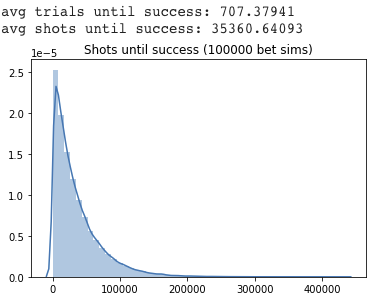 avg trials until success: 707.37941
avg shots until success: 35360.64093
Shots until success (100000 bet sims)
1e−5
2.5
2.0
1.5
1.0
0.5
0.0
0 100000 200000 300000 400000